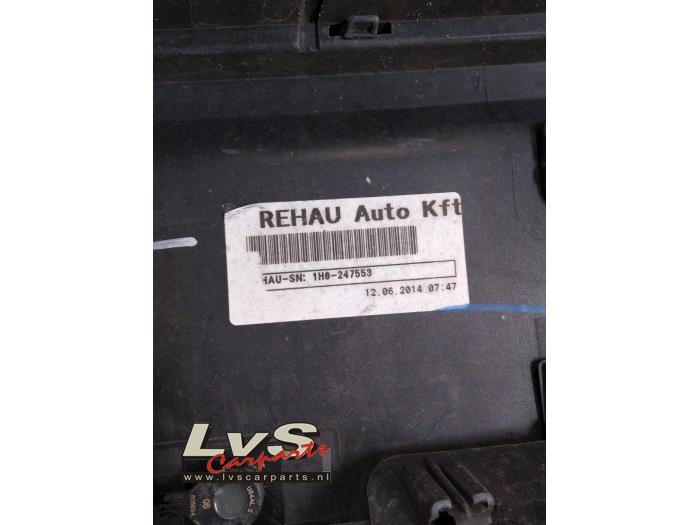 REHAU Auto Kft
HAU-SN: 1H0-247553
12.06.2014 07:47
LvS
Carparts
www.lvscarparts.nl